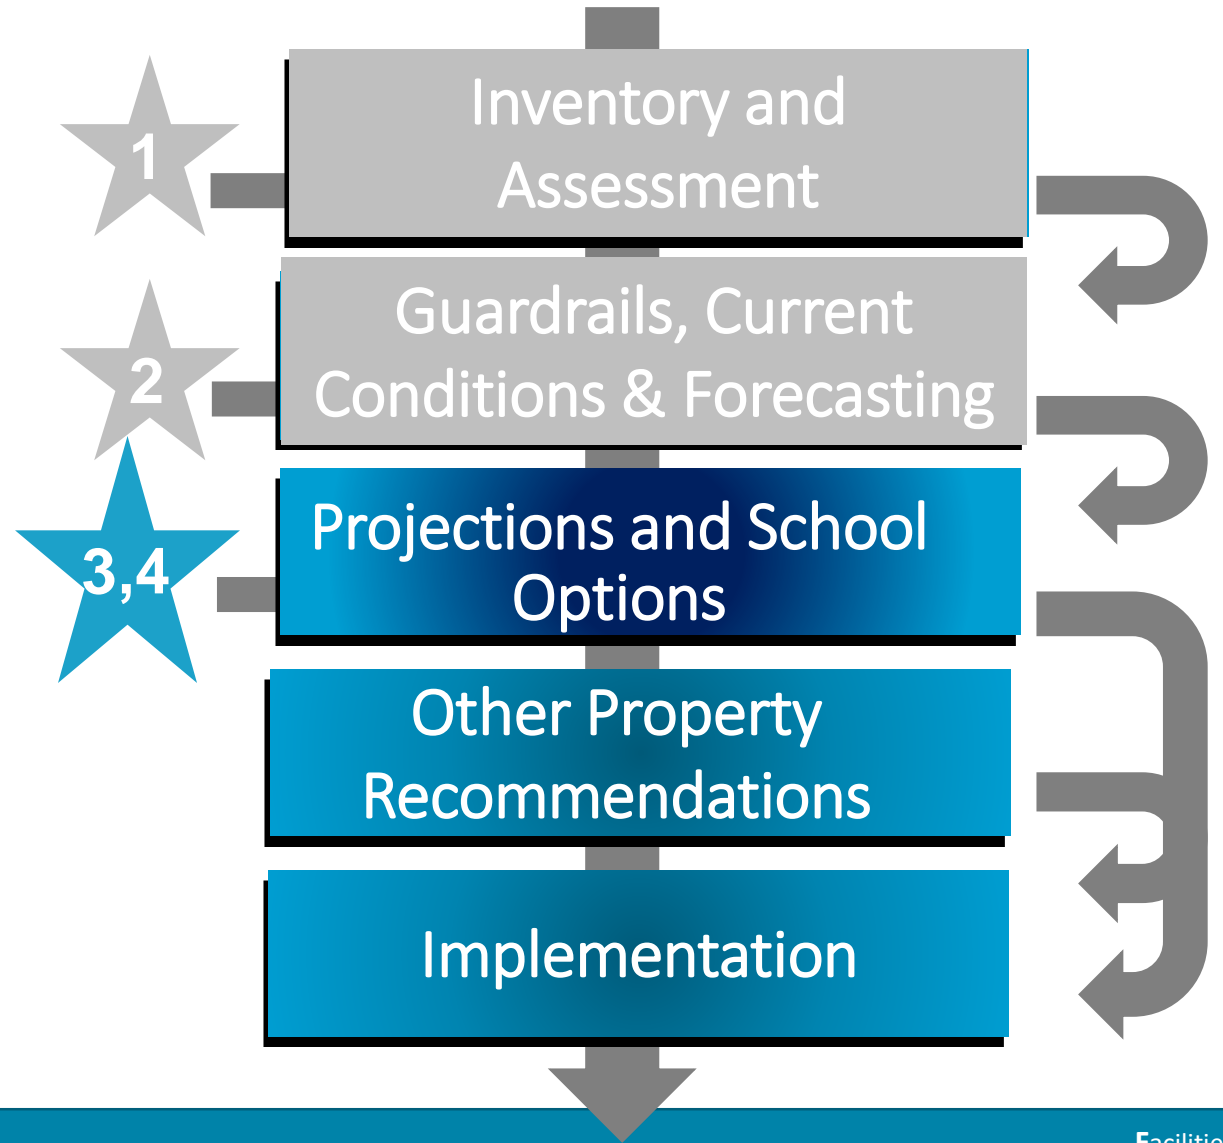 Inventory and
Assessment
1
Guardrails, Current
Conditions & Forecasting
2
Projections and School
Options
3,4
Other Property
Recommendations
Implementation